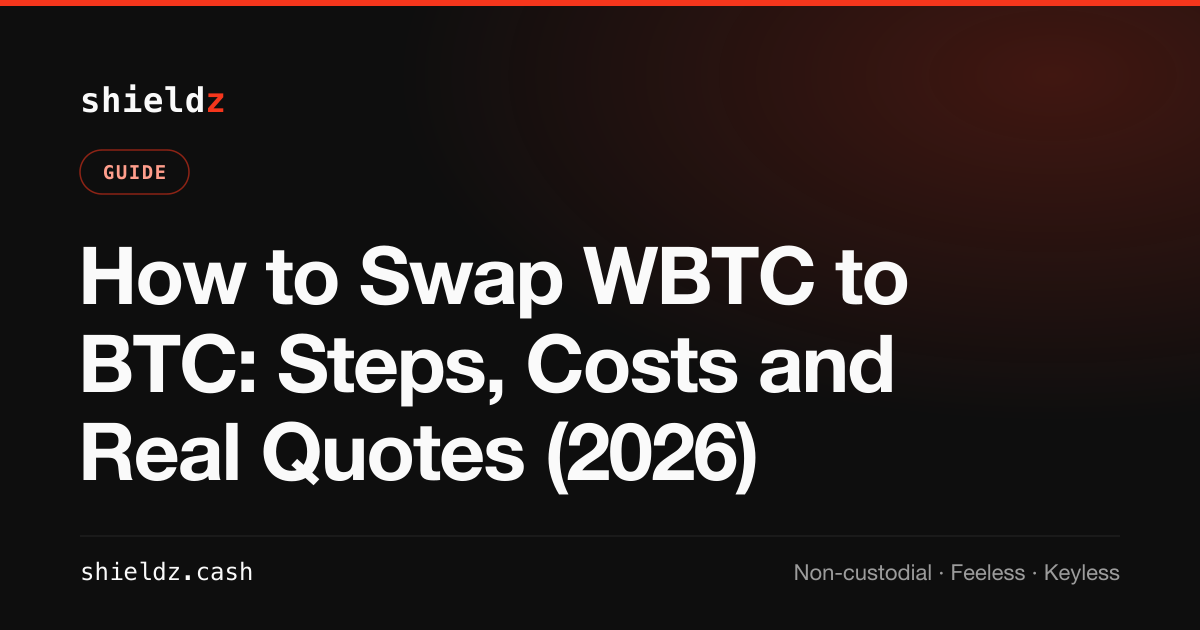 shieldz
GUIDE
How to Swap WBTC to
BTC: Steps, Costs and
Real Quotes (2026)
shieldz.cash
Non-custodial · Feeless · Keyless